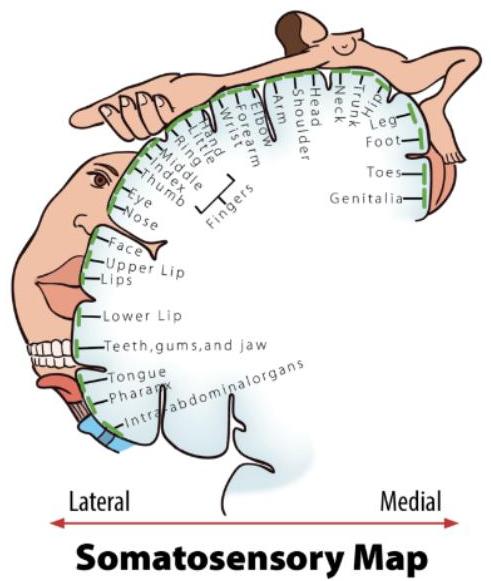 Genitalia
Toes
Foot
Leg
Hip
Trunk
Neck
Head
Shoulder
Arm
Elbow
Forearm
Wrist
Hand
Little
Ring
Middle
Index
Thumb
Fingers
Eye
Nose
Face
Upper Lip
Lips
Lower Lip
Teeth,gums,and jaw
Tongue
Pharanx
Intra-abdominalorgans
Lateral
Medial
Somatosensory Map